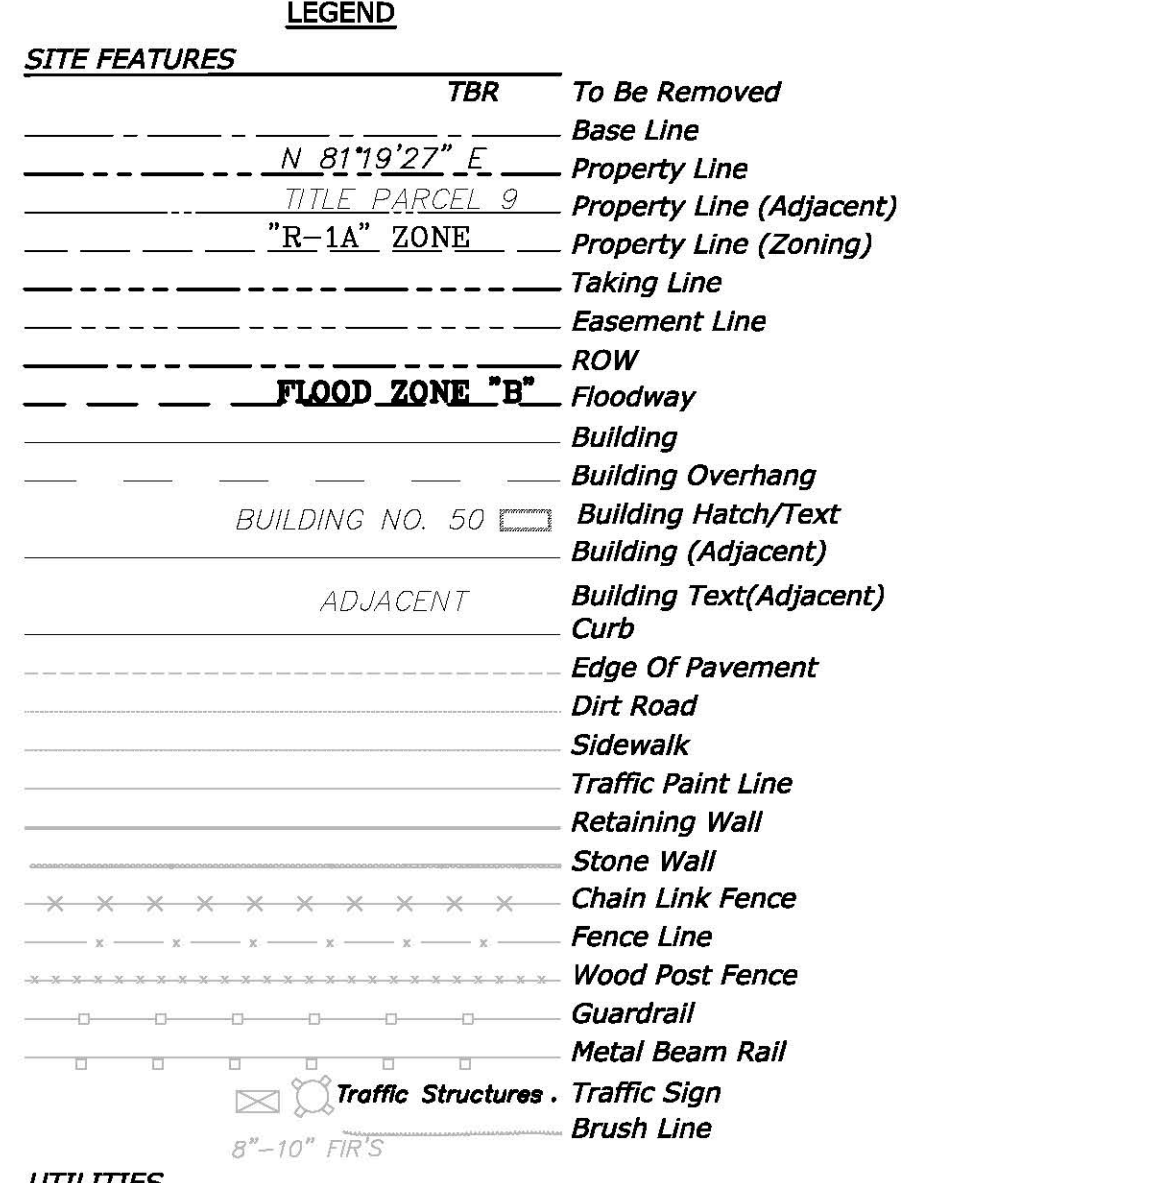 LEGEND
SITE FEATURES
TBR To Be Removed
Base Line
N 81°19'27" E Property Line
TITLE PARCEL 9 Property Line (Adjacent)
"R-1A" ZONE Property Line (Zoning)
Taking Line
Easement Line
ROW
FLOOD ZONE "B" Floodway
Building
Building Overhang
BUILDING NO. 50 Building Hatch/Text
Building (Adjacent)
ADJACENT Building Text(Adjacent)
Curb
Edge Of Pavement
Dirt Road
Sidewalk
Traffic Paint Line
Retaining Wall
Stone Wall
Chain Link Fence
Fence Line
Wood Post Fence
Guardrail
Metal Beam Rail
Traffic Structures . Traffic Sign
Brush Line
8"-10" FIR'S
UTILITIES